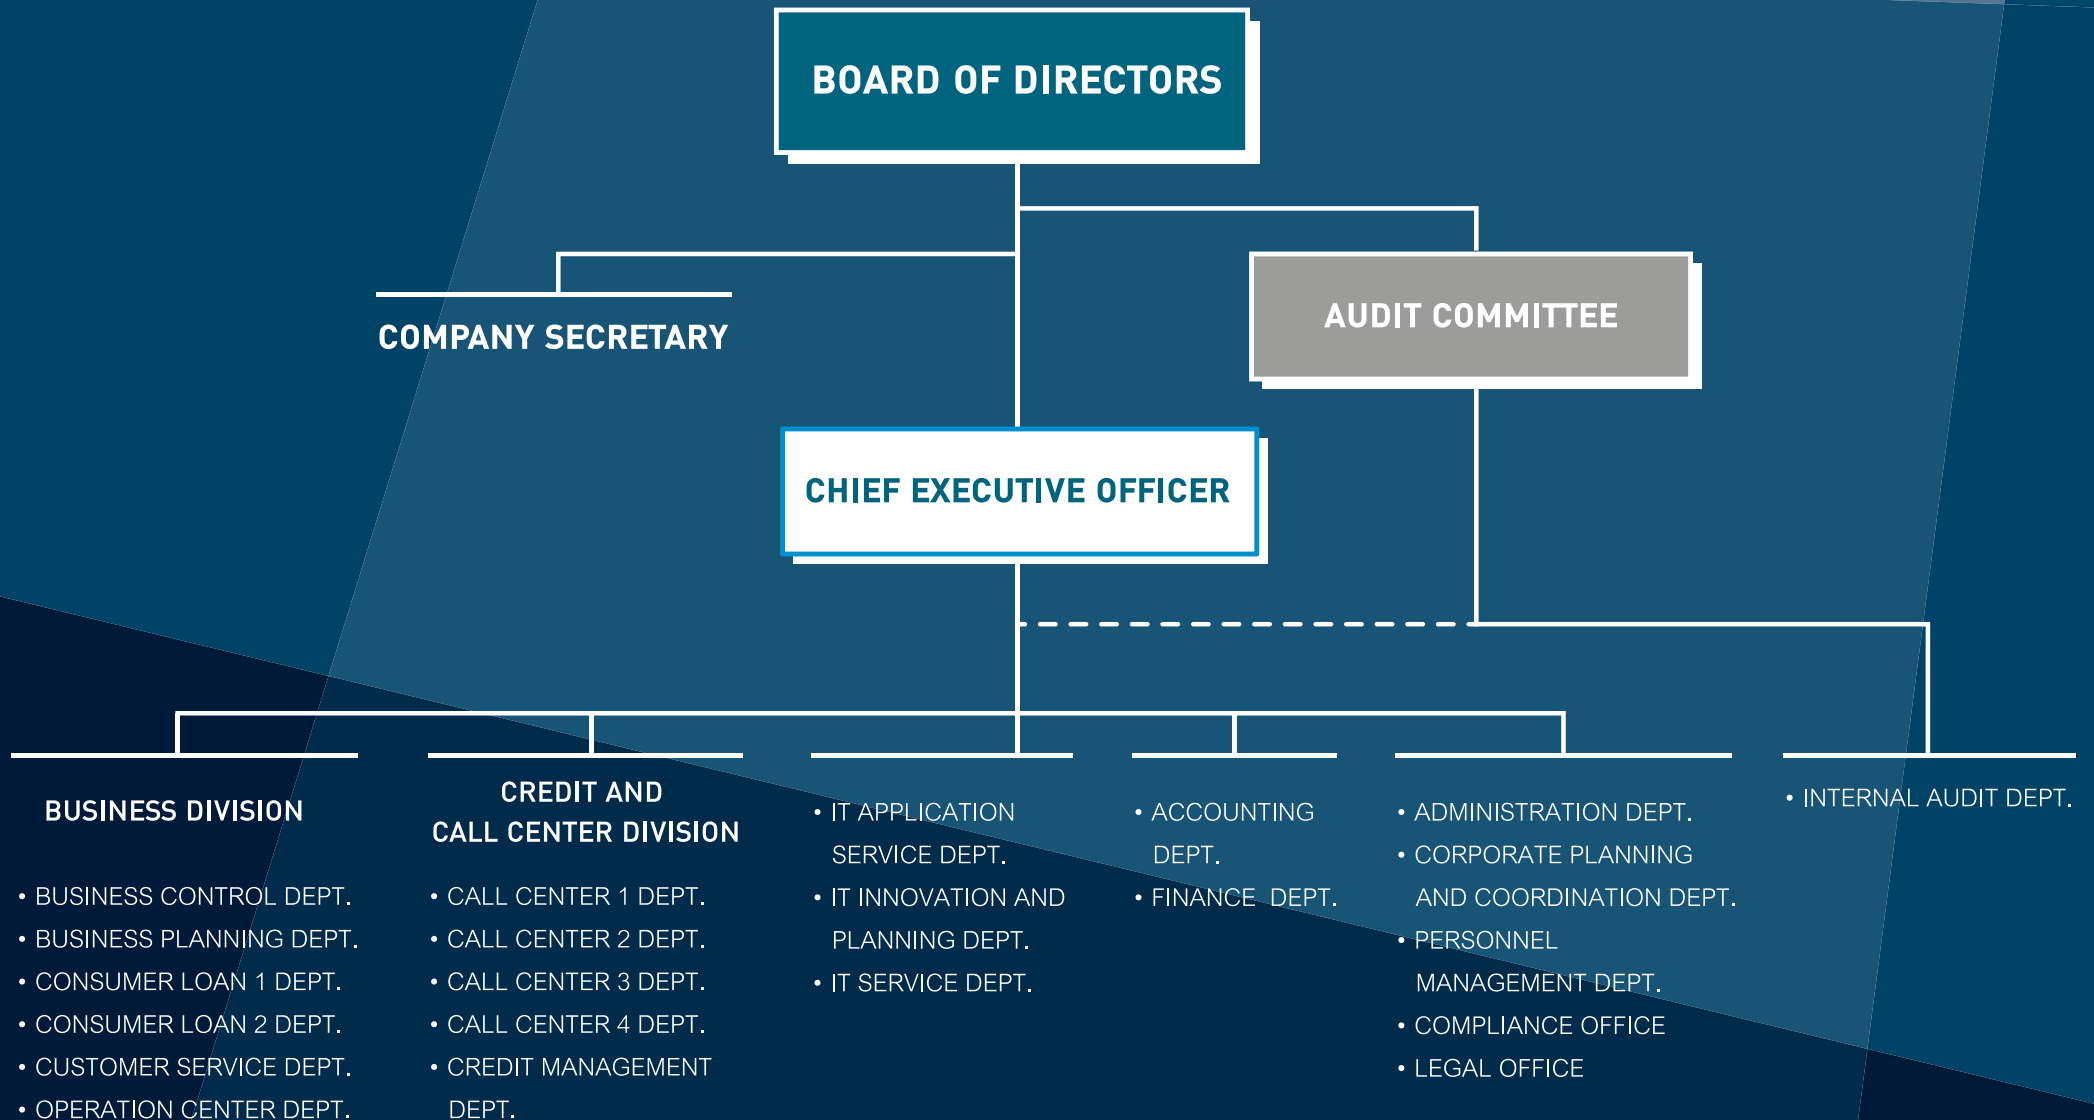 BOARD OF DIRECTORS
COMPANY SECRETARY
AUDIT COMMITTEE
CHIEF EXECUTIVE OFFICER
BUSINESS DIVISION
• BUSINESS CONTROL DEPT.
• BUSINESS PLANNING DEPT.
• CONSUMER LOAN 1 DEPT.
• CONSUMER LOAN 2 DEPT.
• CUSTOMER SERVICE DEPT.
• OPERATION CENTER DEPT.
CREDIT AND
CALL CENTER DIVISION
• CALL CENTER 1 DEPT.
• CALL CENTER 2 DEPT.
• CALL CENTER 3 DEPT.
• CALL CENTER 4 DEPT.
• CREDIT MANAGEMENT
DEPT.
• IT APPLICATION
SERVICE DEPT.
• IT INNOVATION AND
PLANNING DEPT.
• IT SERVICE DEPT.
• ACCOUNTING
DEPT.
• FINANCE DEPT.
• ADMINISTRATION DEPT.
• CORPORATE PLANNING
AND COORDINATION DEPT.
• PERSONNEL
MANAGEMENT DEPT.
• COMPLIANCE OFFICE
• LEGAL OFFICE
• INTERNAL AUDIT DEPT.